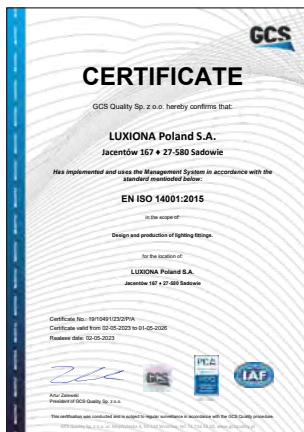 GCS
CERTIFICATE
GCS Quality Sp. z o.o. hereby confirms that:
LUXIONA Poland S.A.
Jacentów 167 ♦ 27-580 Sadowie
Has implemented and uses the Management System in accordance with the
standard mentioded below:
EN ISO 14001:2015
in the scope of:
Design and production of lighting fittings.
for the location of:
LUXIONA Poland S.A.
Jacentów 167 ♦ 27-580 Sadowie
Certificate No.: 19/10491/23/2/P/A
Certificate valid from 02-05-2023 to 01-05-2026
Realses date: 02-05-2023
GCS
PCA
IAF
Artur Zalewski
President of GCS Quality Sp. z o.o.
This certification was conducted and is subject to regular surveillance in accordance with the GCS Quality procedure.